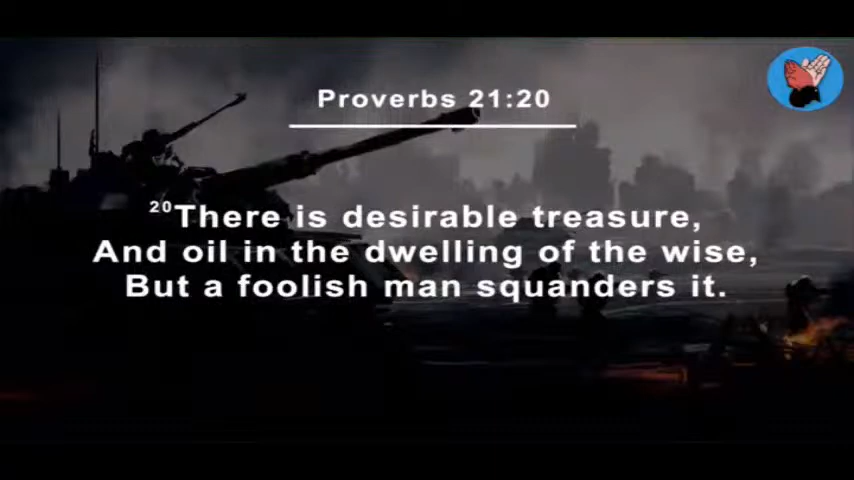 Proverbs 21:20
20There is desirable treasure,
And oil in the dwelling of the wise,
But a foolish man squanders it.